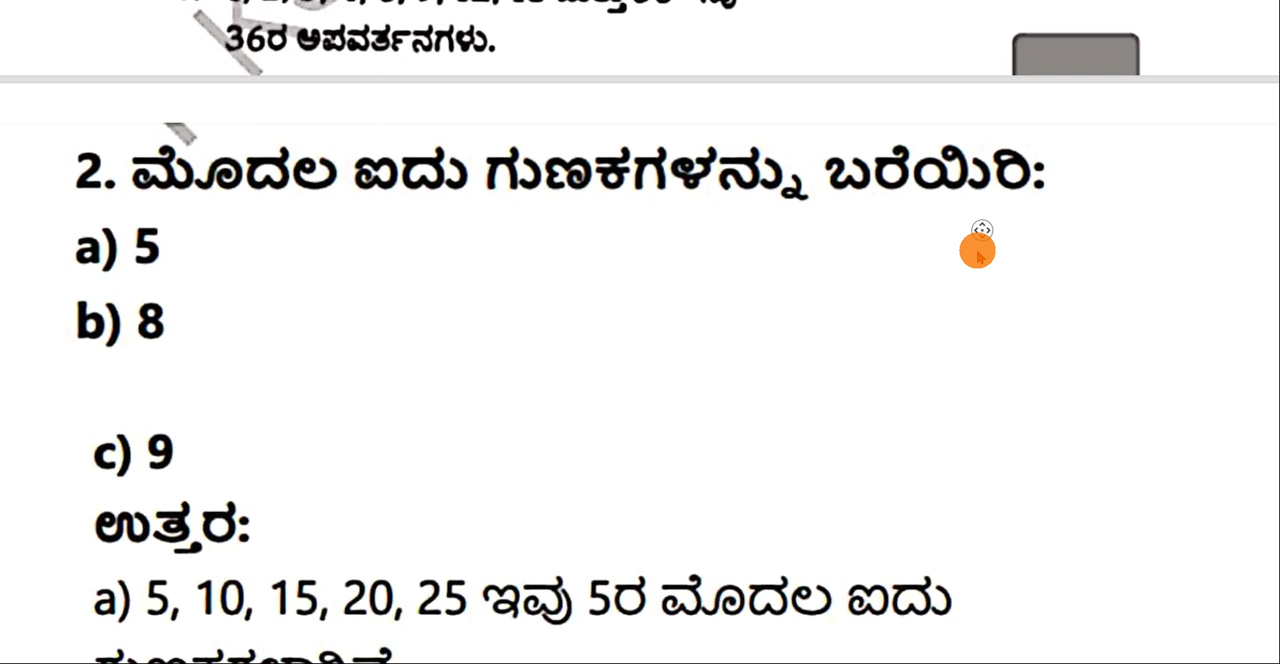 36ರ ಅಪವರ್ತನಗಳು.
2. ಮೊದಲ ಐದು ಗುಣಕಗಳನ್ನು ಬರೆಯಿರಿ:
a) 5
b) 8
c) 9
ಉತ್ತರ:
a) 5, 10, 15, 20, 25 ಇವು 5ರ ಮೊದಲ ಐದು